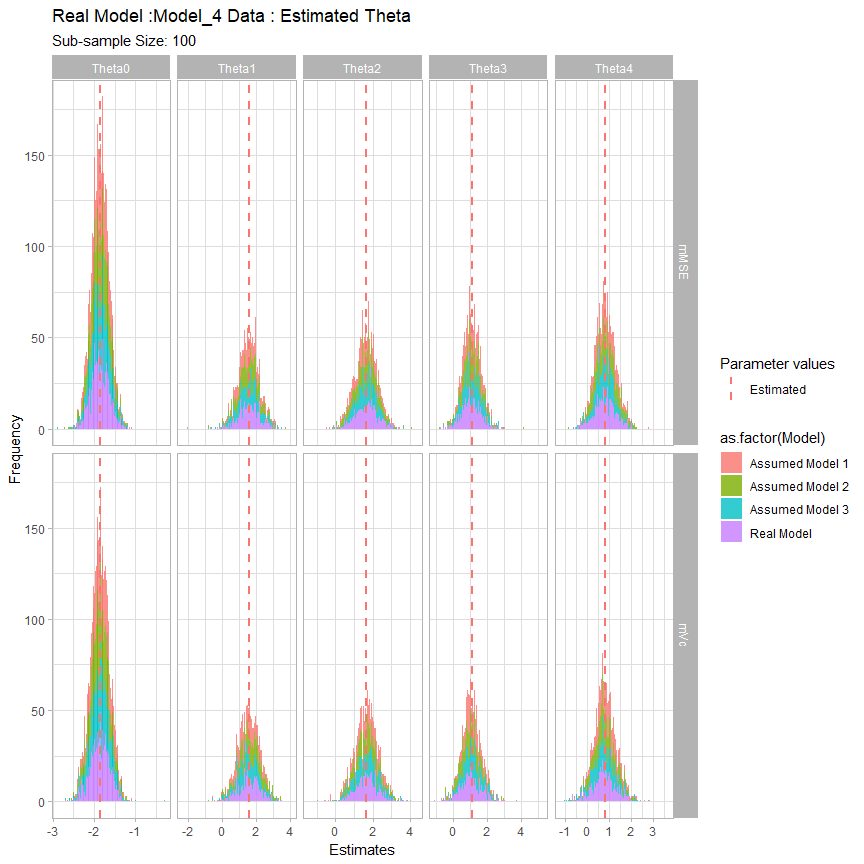 Real Model :Model_4 Data : Estimated Theta
Sub-sample Size: 100
Theta0 Theta1 Theta2 Theta3 Theta4
150
100
50
0
mMSE
150
100
50
0
mVc
Frequency
-3 -2 -1 -2 0 2 4 -2 0 2 4 0 2 4 -1 0 1 2 3
Estimates
Parameter values
Estimated
as.factor(Model)
Assumed Model 1
Assumed Model 2
Assumed Model 3
Real Model